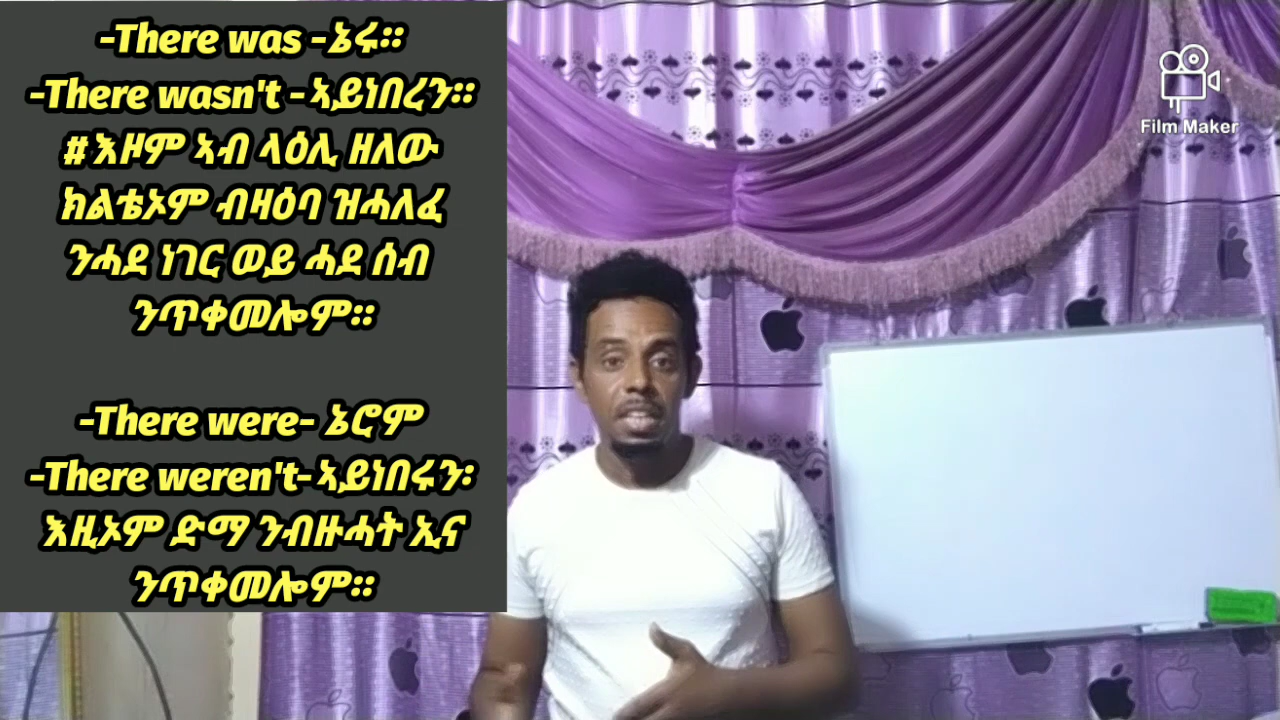 -There was -ኔሩ።
-There wasn't -ኣይነበረን።
#እዞም ኣብ ላዕሊ ዘለው
ክልቴኦም ብዛዕባ ዝሓለፈ
ንሓደ ነገር ወይ ሓደ ሰብ
ንጥቀመሎም።
-There were- ኔሮም
-There weren't-ኣይነበሩን፡
እዚኦም ድማ ንብዙሓት ኢና
ንጥቀመሎም።
Film Maker